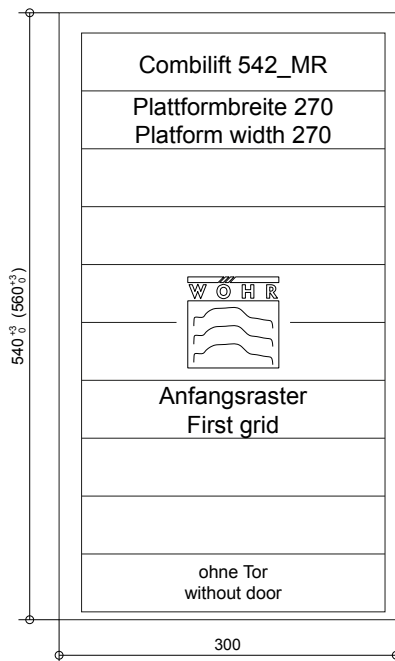 Combilift 542_MR
Plattformbreite 270
Platform width 270
540 +3 0 (560 +3 0)
WÖHR
Anfangsraster
First grid
ohne Tor
without door
300